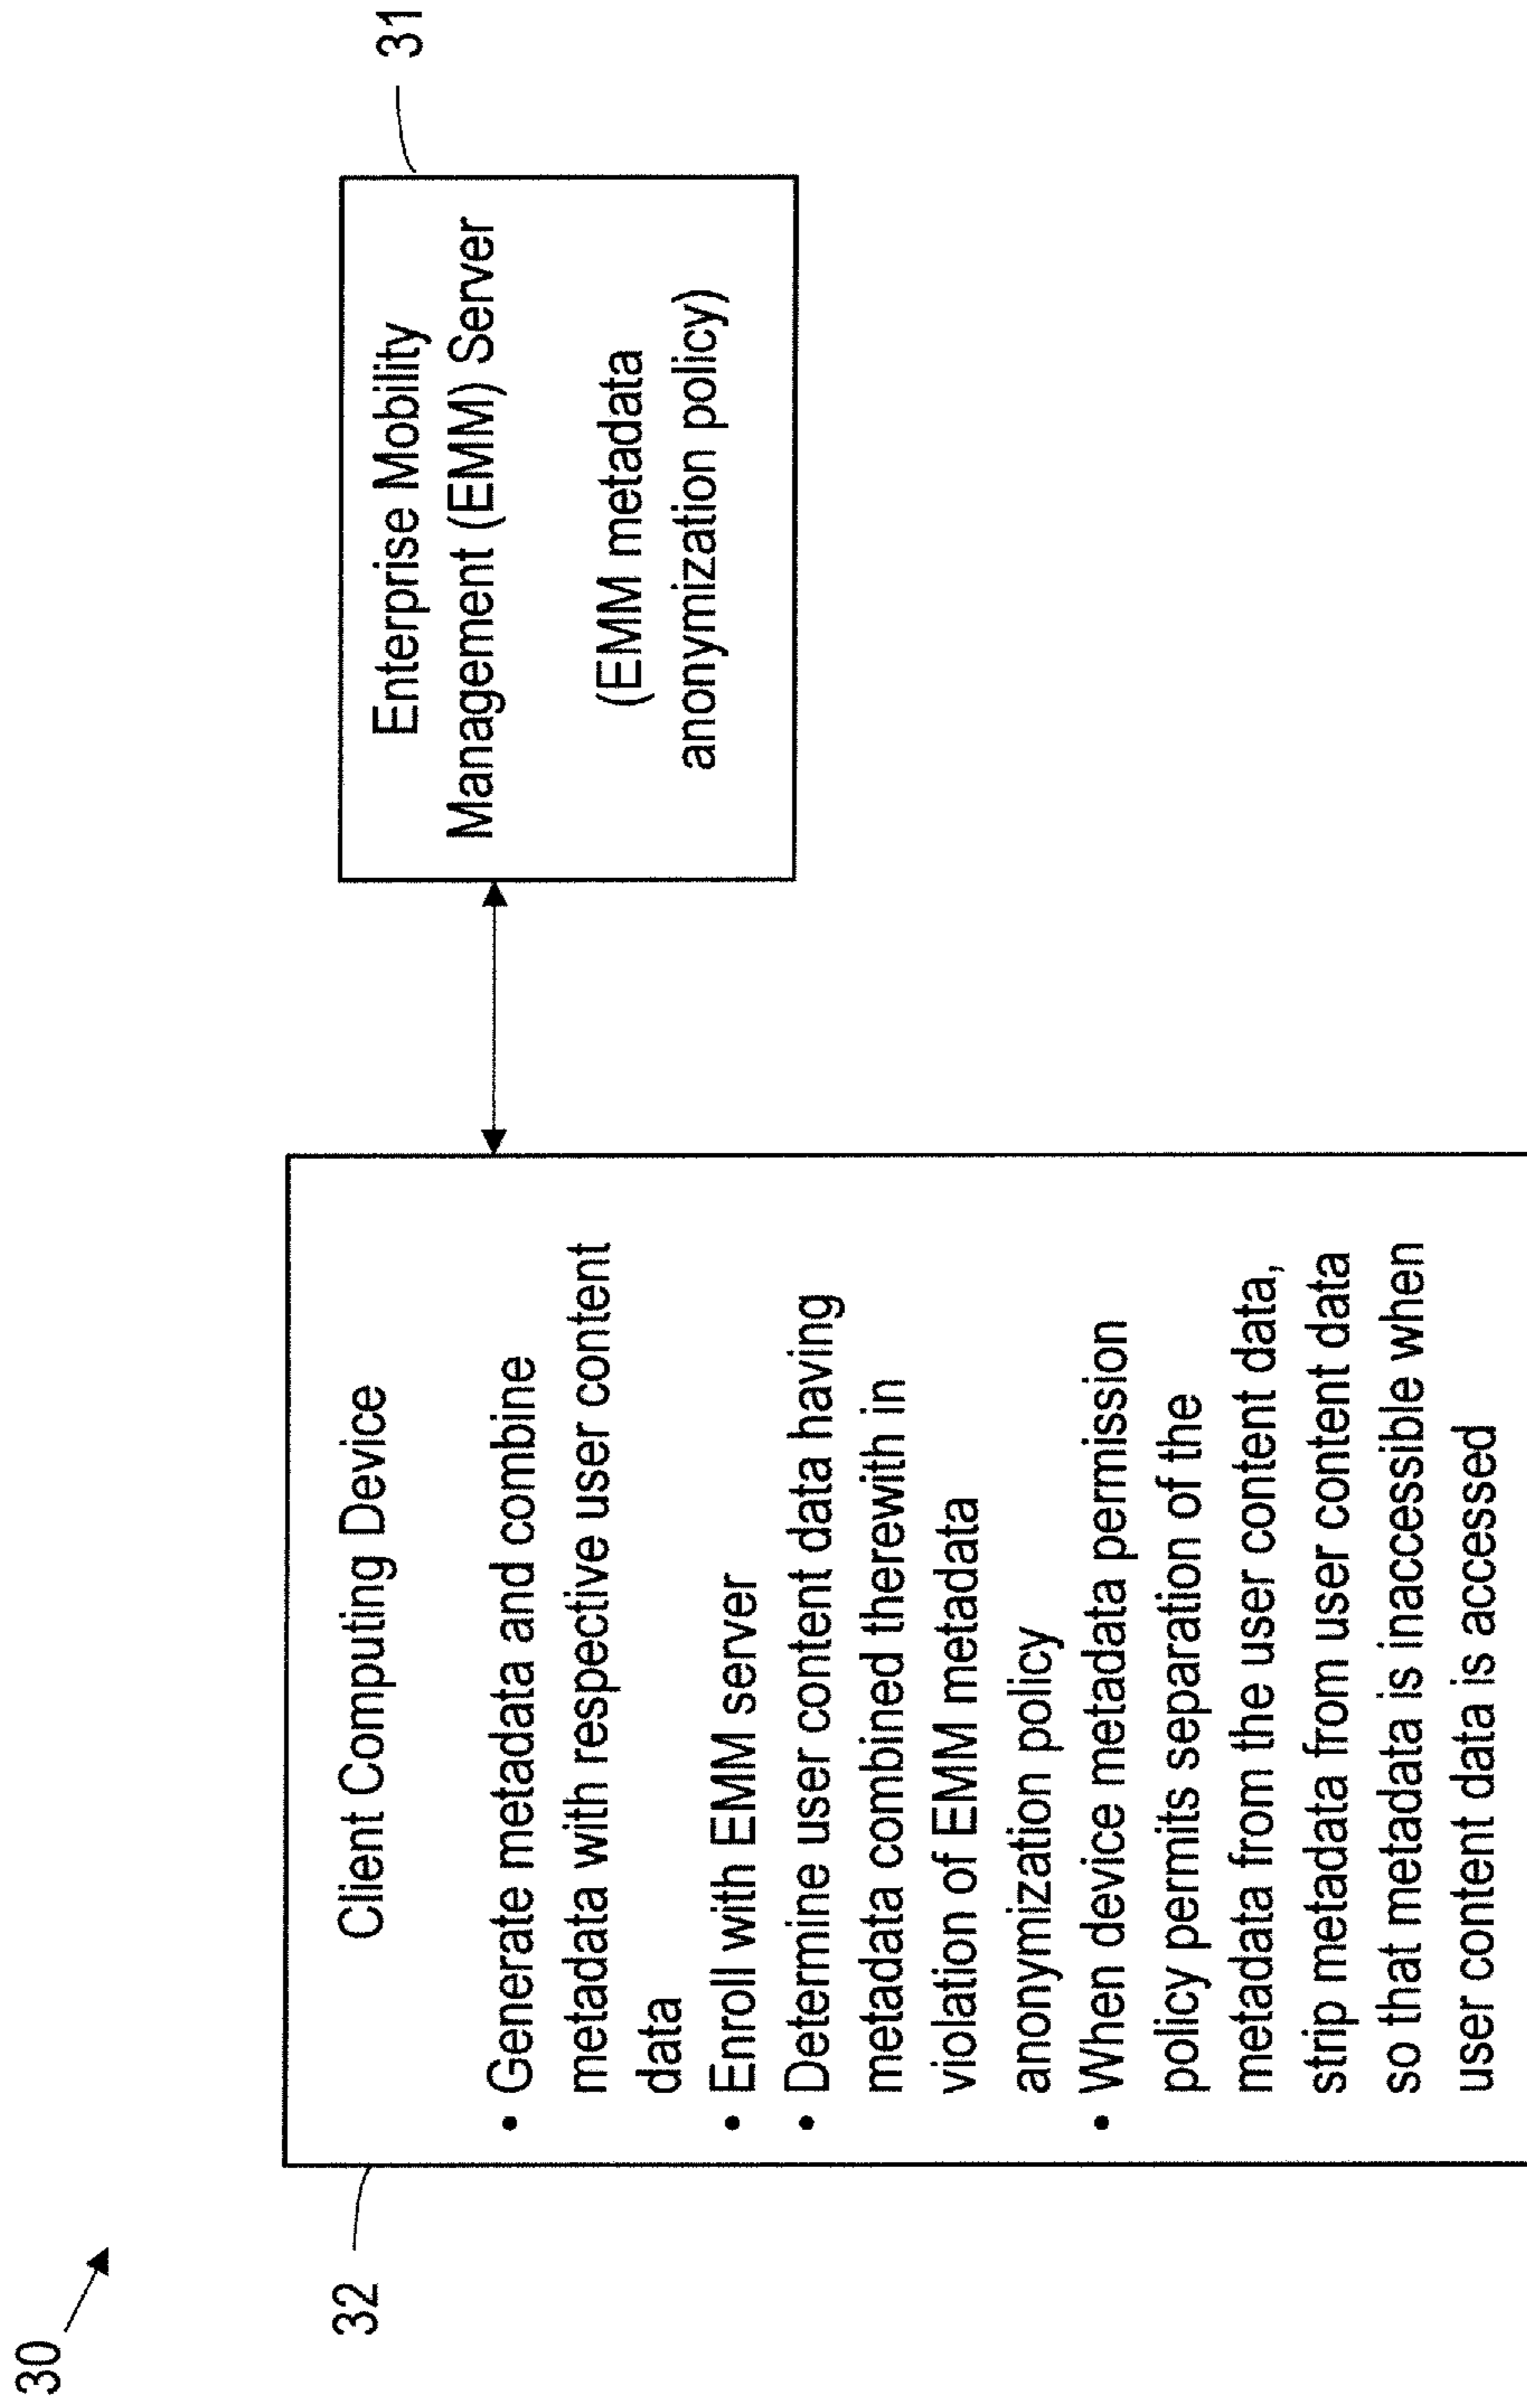 30
32
Client Computing Device
• Generate metadata and combine
metadata with respective user content
data
• Enroll with EMM server
• Determine user content data having
metadata combined therewith in
violation of EMM metadata
anonymization policy
• When device metadata permission
policy permits separation of the
metadata from the user content data,
strip metadata from user content data
so that metadata is inaccessible when
user content data is accessed
31
Enterprise Mobility
Management (EMM) Server
(EMM metadata
anonymization policy)